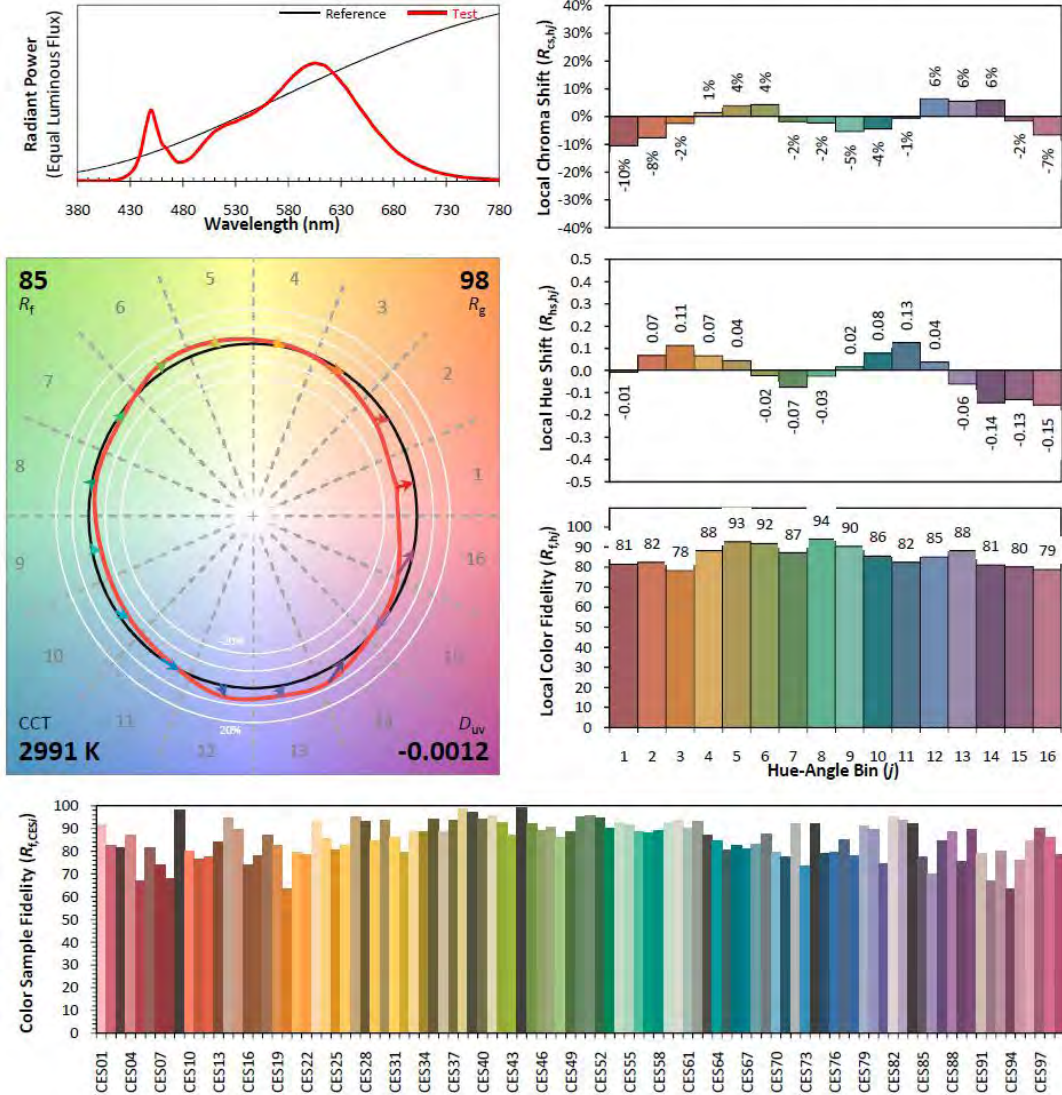 Reference Test
Radiant Power
(Equal Luminous Flux)
380 430 480 530 580 630 680 730 780
Wavelength (nm)
Local Chroma Shift (Rcs,hj)
40%
30%
20%
10%
0%
-10%
-20%
-30%
-40%
-10% -8% -2% 1% 4% 4% -2% -2% -5% -4% -1% 6% 6% 6% -2% -7%
85
Rf
98
Rg
5 4
6 3
7 2
8 1
9 16
10 15
11 14
12 13
-20%
20%
CCT
2991 K
Duv
-0.0012
Local Hue Shift (Rhs,hj)
0.5
0.4
0.3
0.2
0.1
0.0
-0.1
-0.2
-0.3
-0.4
-0.5
-0.01 0.07 0.11 0.07 0.04 -0.02 -0.07 -0.03 0.02 0.08 0.13 0.04 -0.06 -0.14 -0.13 -0.15
Local Color Fidelity (Rf,hj)
100
90
80
70
60
50
40
30
20
10
0
81 82 78 88 93 92 87 94 90 86 82 85 88 81 80 79
1 2 3 4 5 6 7 8 9 10 11 12 13 14 15 16
Hue-Angle Bin (j)
Color Sample Fidelity (Rf,CESi)
100
90
80
70
60
50
40
30
20
10
0
CES01 CES04 CES07 CES10 CES13 CES16 CES19 CES22 CES25 CES28 CES31 CES34 CES37 CES40 CES43 CES46 CES49 CES52 CES55 CES58 CES61 CES64 CES67 CES70 CES73 CES76 CES79 CES82 CES85 CES88 CES91 CES94 CES97